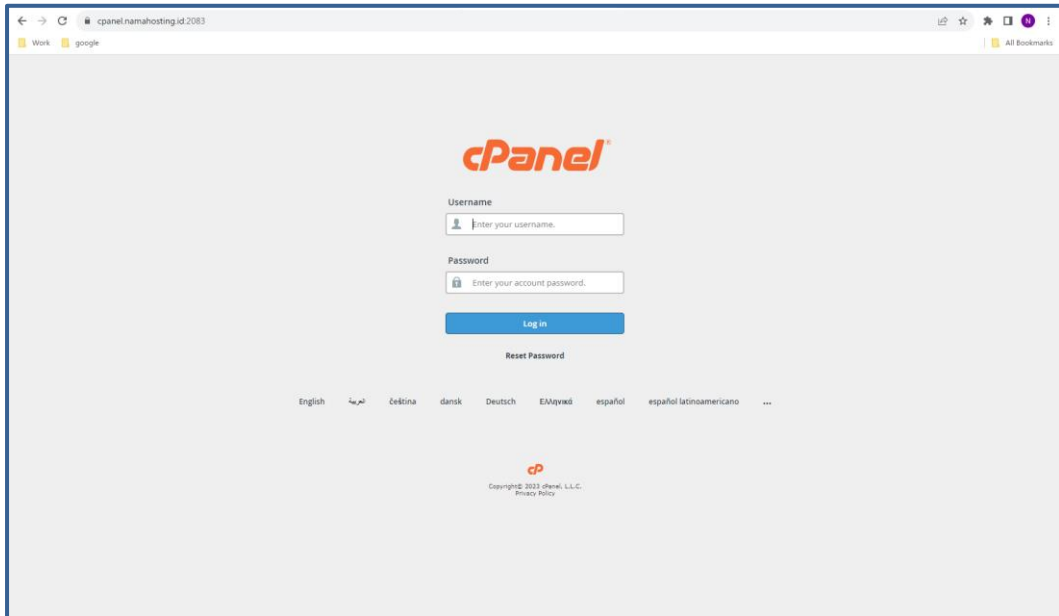 cpanel.namahosting.id:2083
N
Work google All Bookmarks
cPanel®
Username
Enter your username.
Password
Enter your account password.
Log in
Reset Password
English العربية čeština dansk Deutsch Ελληνικά español español latinoamericano ...
cP
Copyright© 2023 cPanel, L.L.C.
Privacy Policy